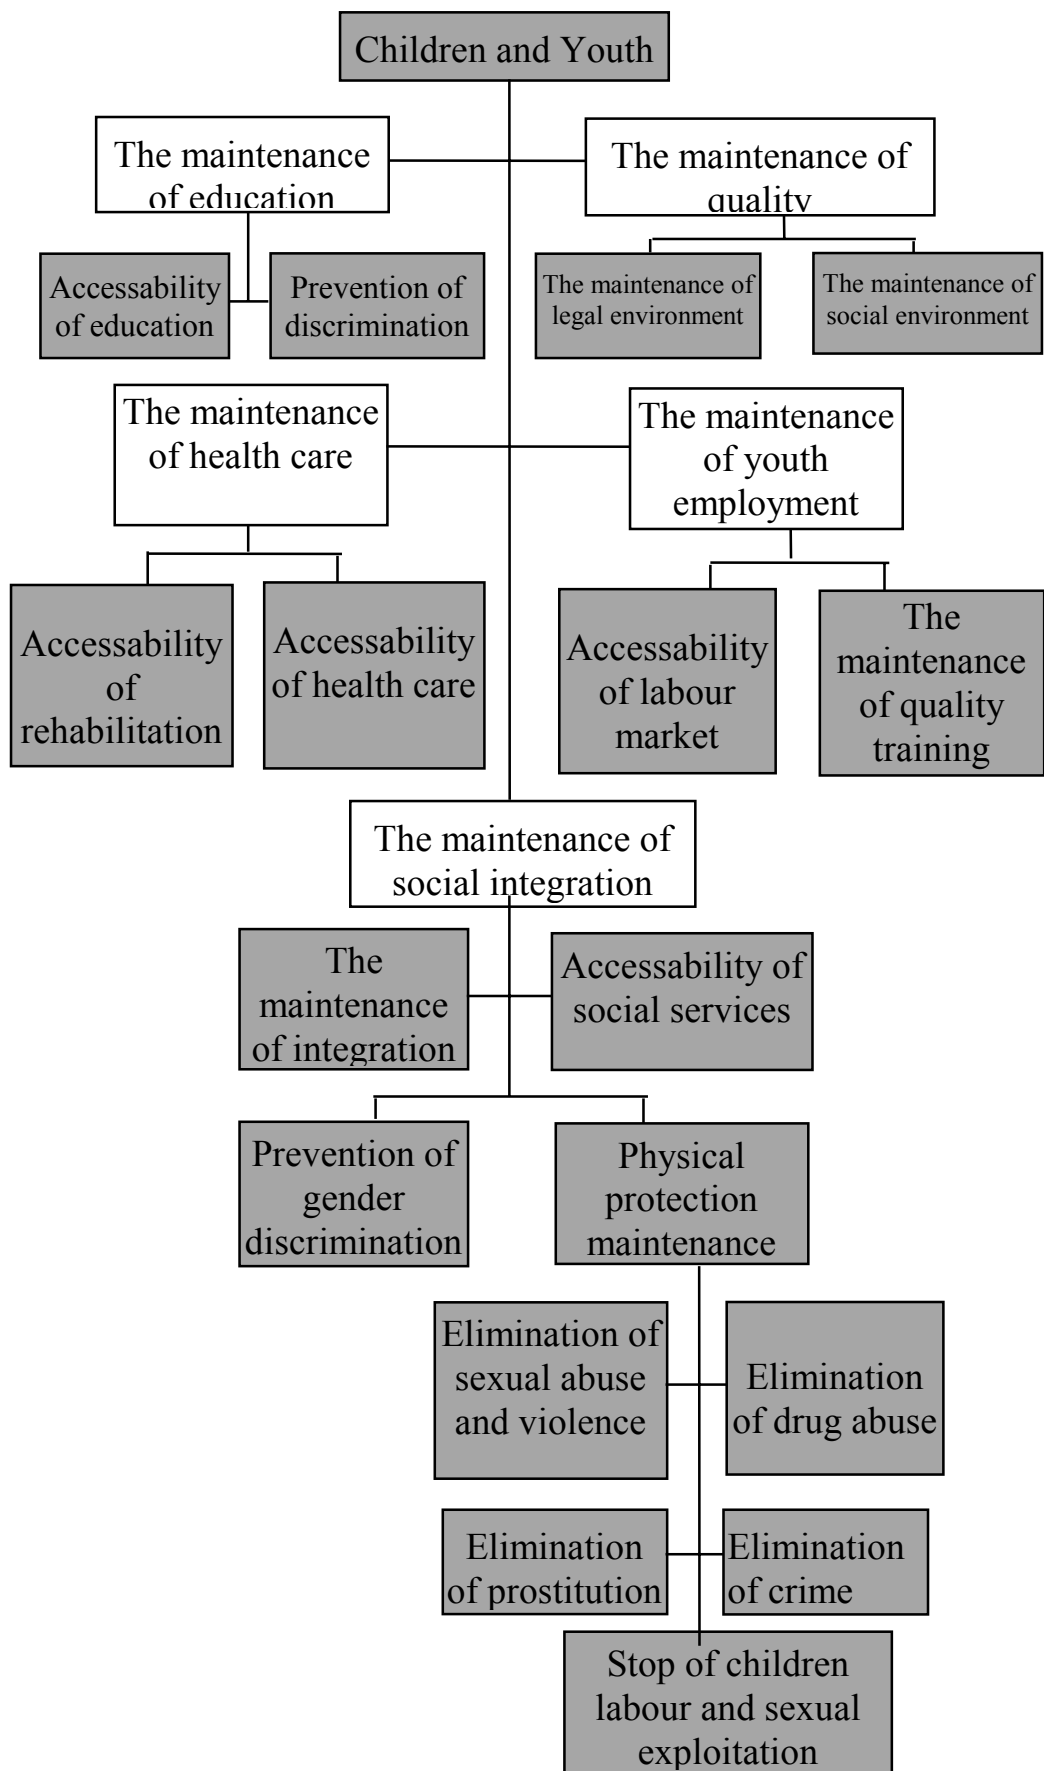 Children and Youth
The maintenance
of education
The maintenance of
quality
Accessability
of education
Prevention of
discrimination
The maintenance of
legal environment
The maintenance of
social environment
The maintenance
of health care
The maintenance
of youth
employment
Accessability
of
rehabilitation
Accessability
of health care
Accessability
of labour
market
The
maintenance
of quality
training
The maintenance of
social integration
The
maintenance
of integration
Accessability of
social services
Prevention of
gender
discrimination
Physical
protection
maintenance
Elimination of
sexual abuse
and violence
Elimination
of drug abuse
Elimination
of prostitution
Elimination
of crime
Stop of children
labour and sexual
exploitation